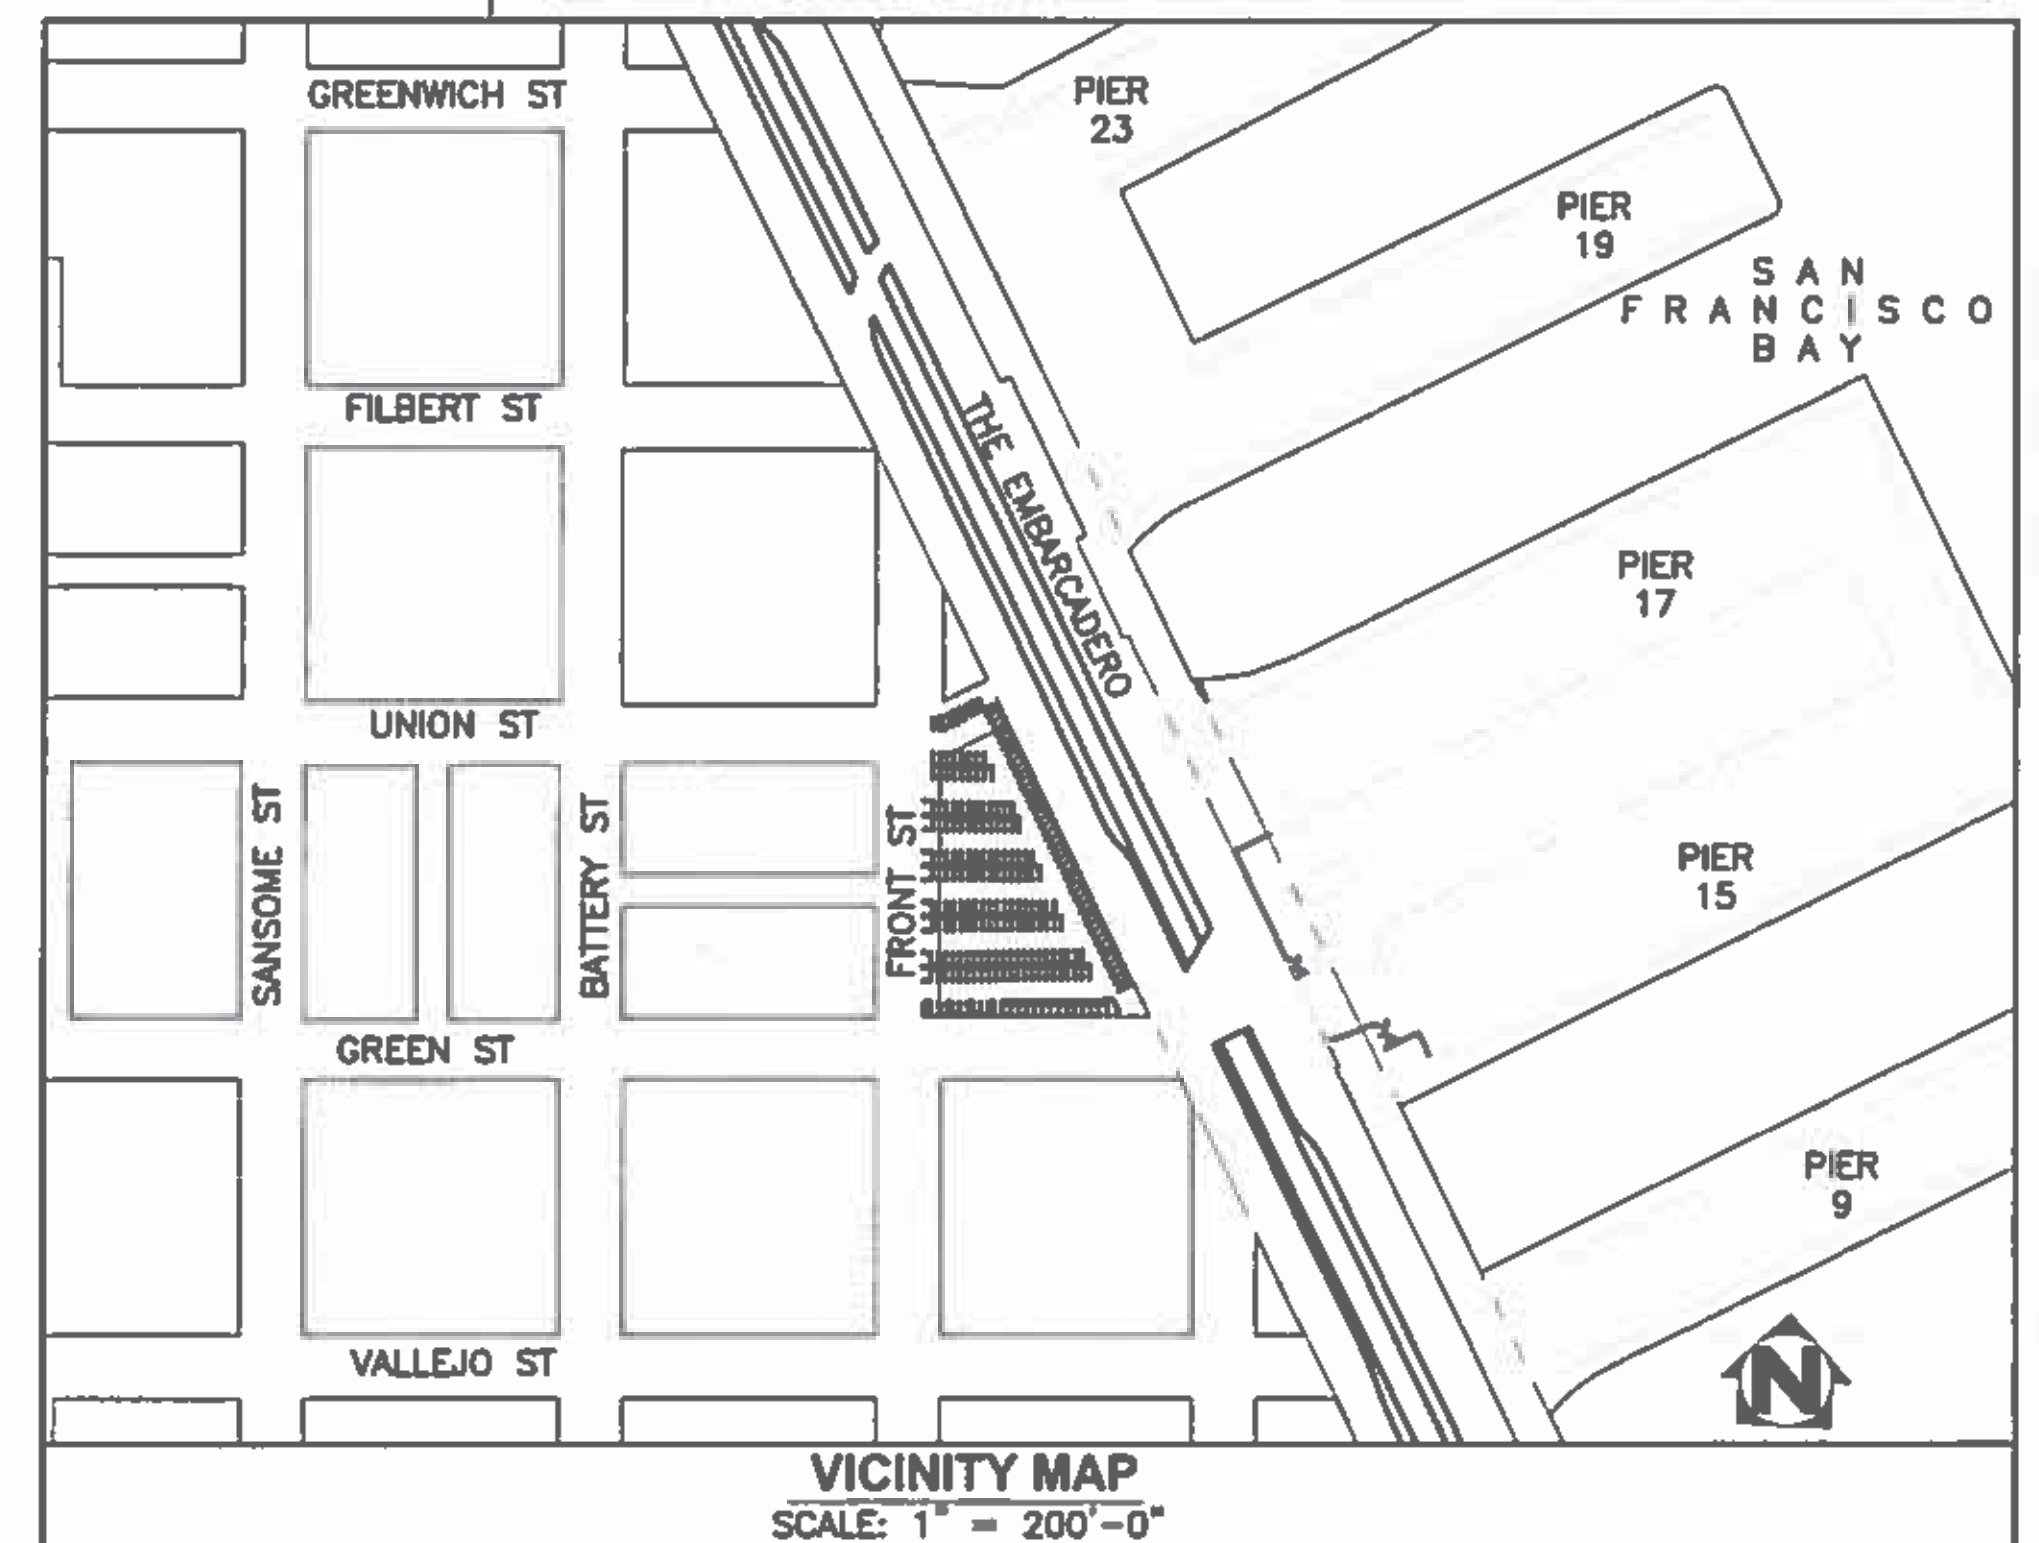 GREENWICH ST
PIER
23
PIER
19
SAN
FRANCISCO
BAY
FILBERT ST
THE EMBARCADERO
PIER
17
UNION ST
SANSOME ST
BATTERY ST
FRONT ST
PIER
15
GREEN ST
PIER
9
VALLEJO ST
N
VICINITY MAP
SCALE: 1" = 200'-0"